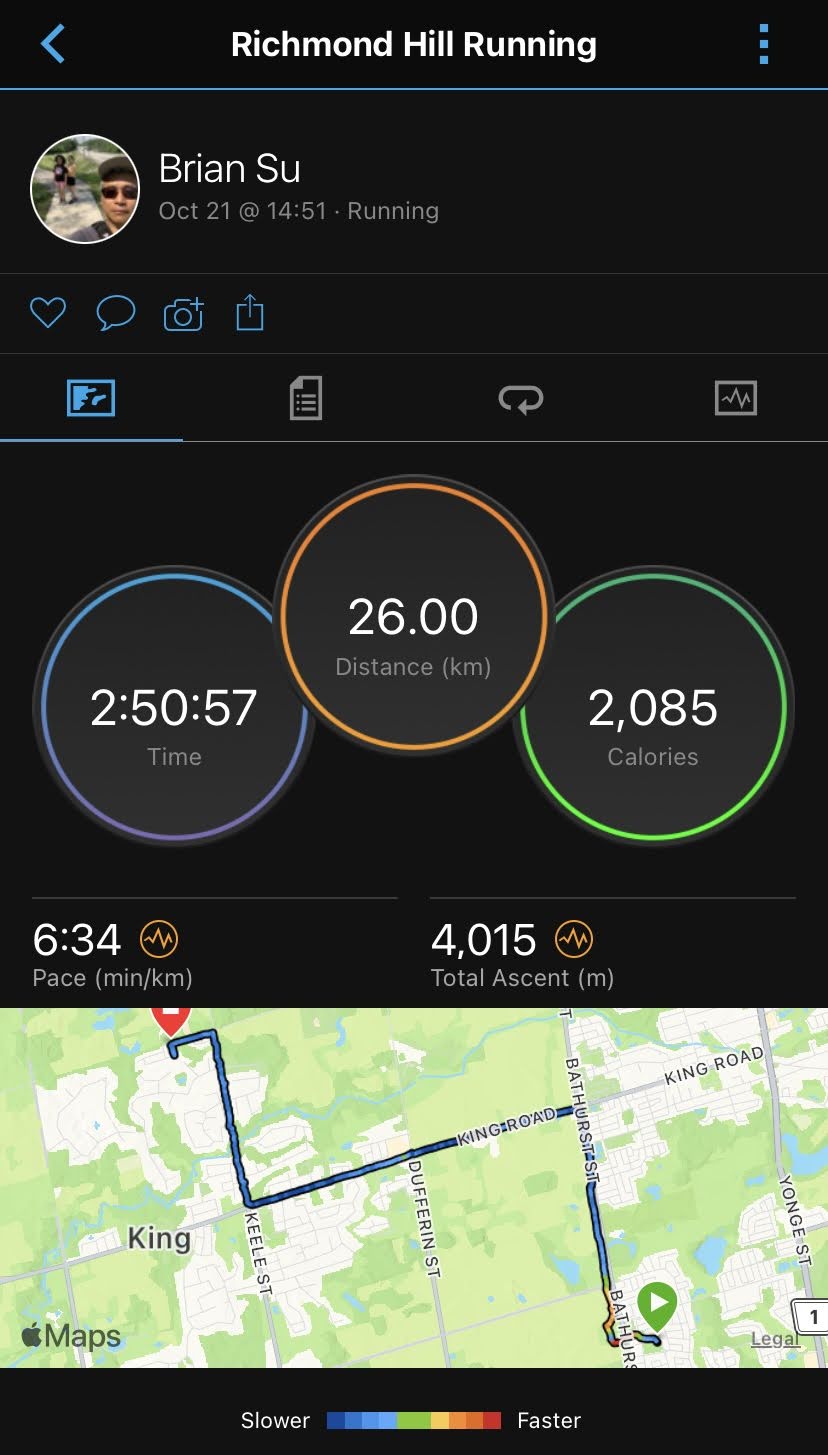 Richmond Hill Running
Brian Su
Oct 21 @ 14:51 · Running
26.00
Distance (km)
2:50:57
Time
2,085
Calories
6:34
Pace (min/km)
4,015
Total Ascent (m)
KING ROAD
BATHURST ST
KING ROAD
DUFFERIN ST
KEELE ST
King
YONGE ST
BATHURS
1
Maps
Legal
Slower
Faster